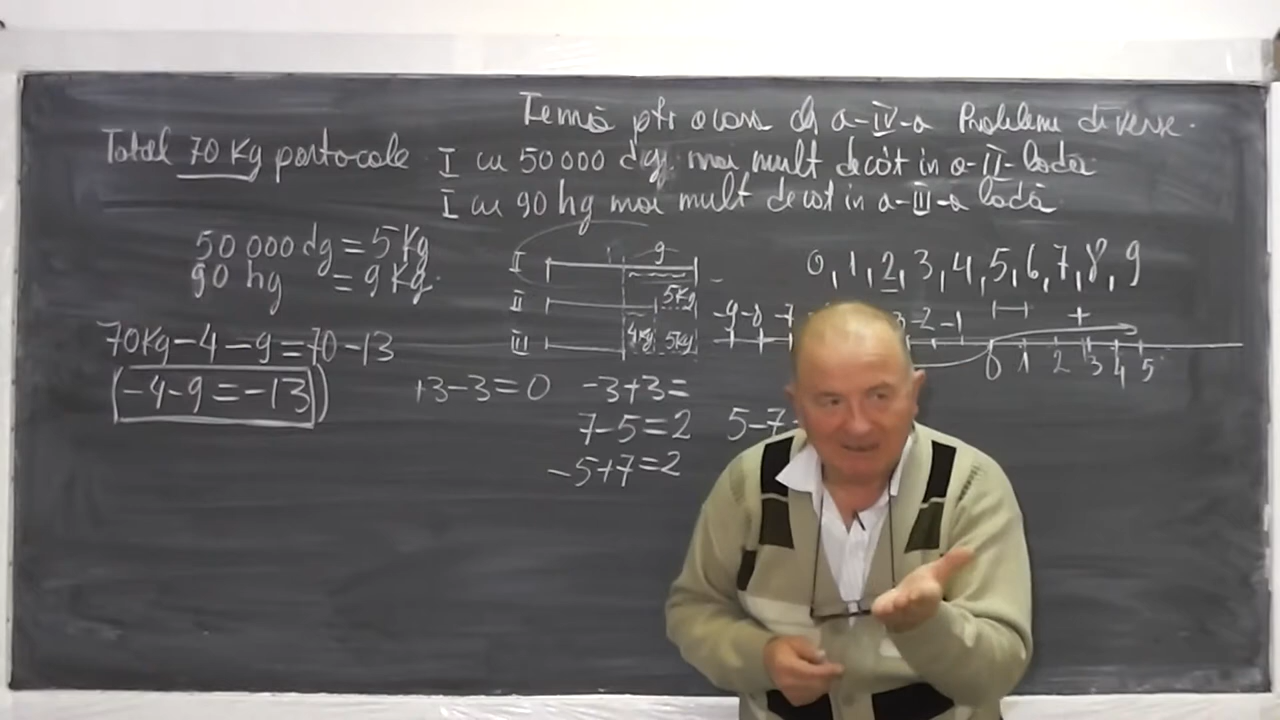 Temă ptr acasă cls a-IV-a Probleme diverse.
Total 70 Kg portocale I cu 50 000 dg. mai mult decât în a-II-ladă
I cu 90 hg mai mult decât în a-III-a ladă
50 000 dg = 5 Kg
90 hg = 9 Kg.
I 9
II 5Kg
III 4Kg 5Kg
0, 1, 2, 3, 4, 5, 6, 7, 8, 9
-9 -8 -7 -2 -1 +
0 1 2 3 4 5
70Kg - 4 - 9 = 70 - 13
(-4 - 9 = -13)
+3 - 3 = 0 -3 + 3 =
7 - 5 = 2 5 - 7
-5 + 7 = 2